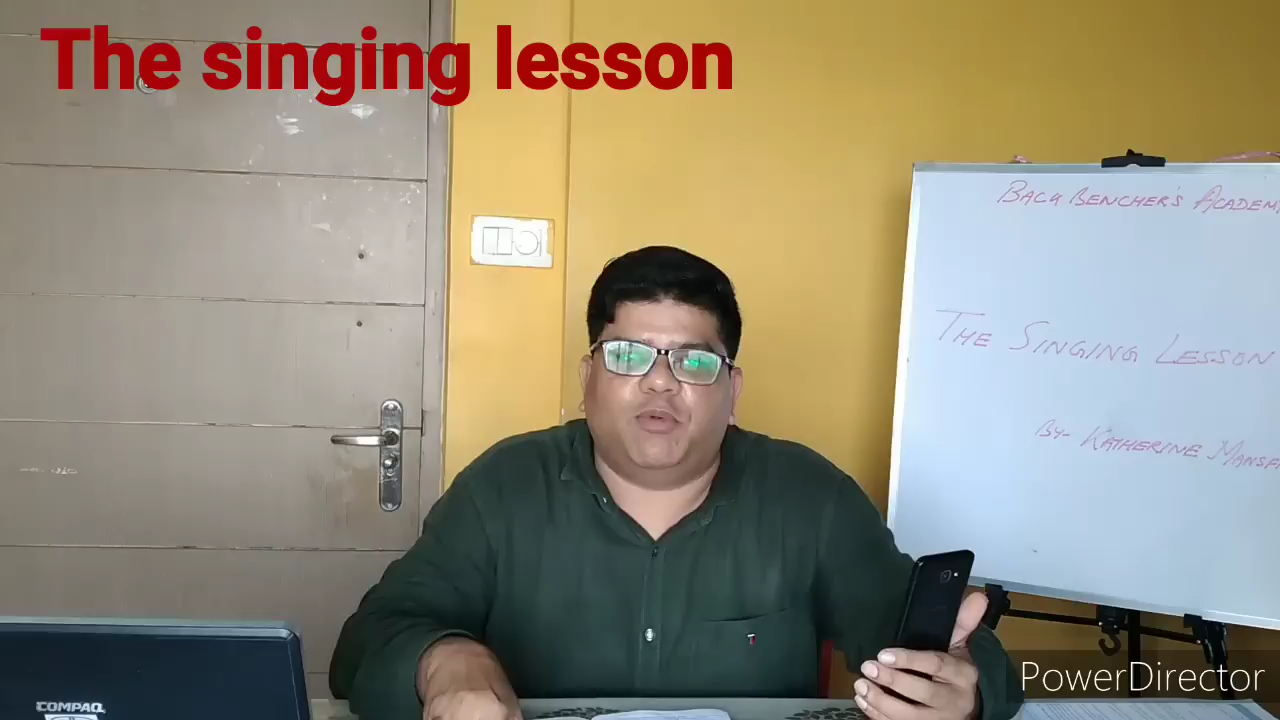 The singing lesson
BACK BENCHER'S ACADEM
THE SINGING LESSON
BY- KATHERINE MANSF
COMPAQ
PowerDirector